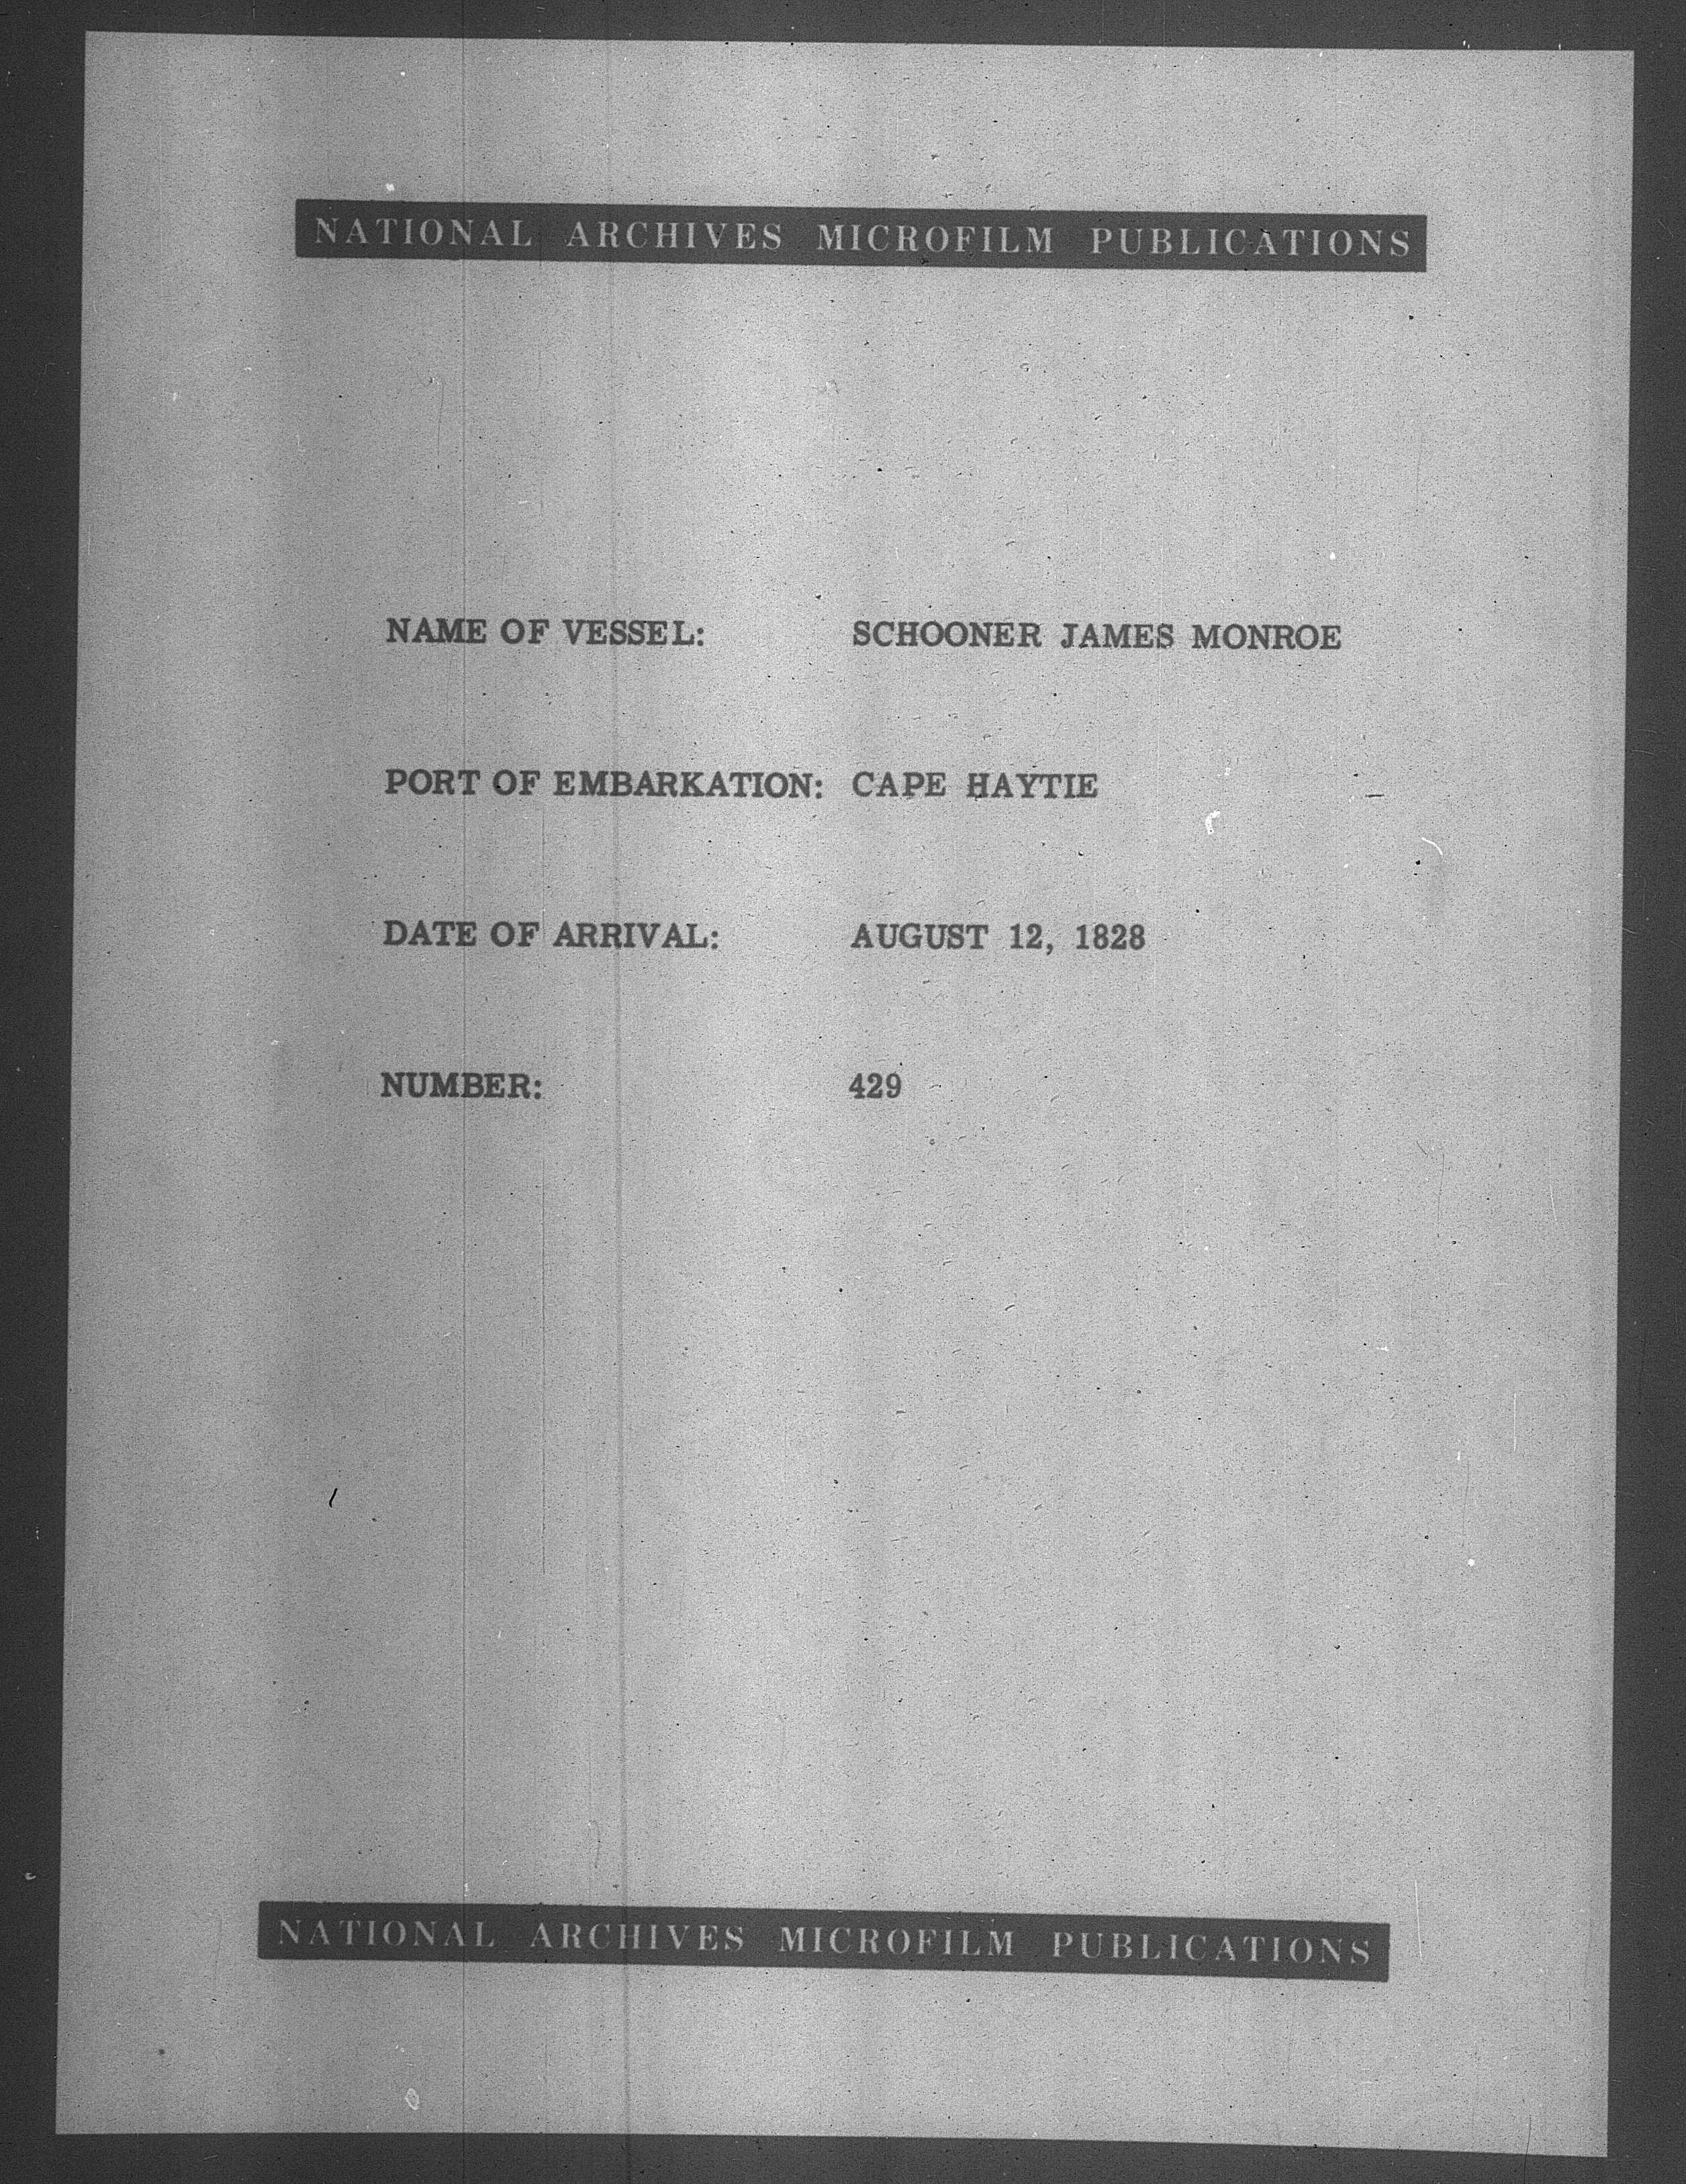 NATIONAL ARCHIVES MICROFILM PUBLICATIONS
NAME OF VESSEL: SCHOONER JAMES MONROE
PORT OF EMBARKATION: CAPE HAYTIE
DATE OF ARRIVAL: AUGUST 12, 1828
NUMBER: 429
NATIONAL ARCHIVES MICROFILM PUBLICATIONS